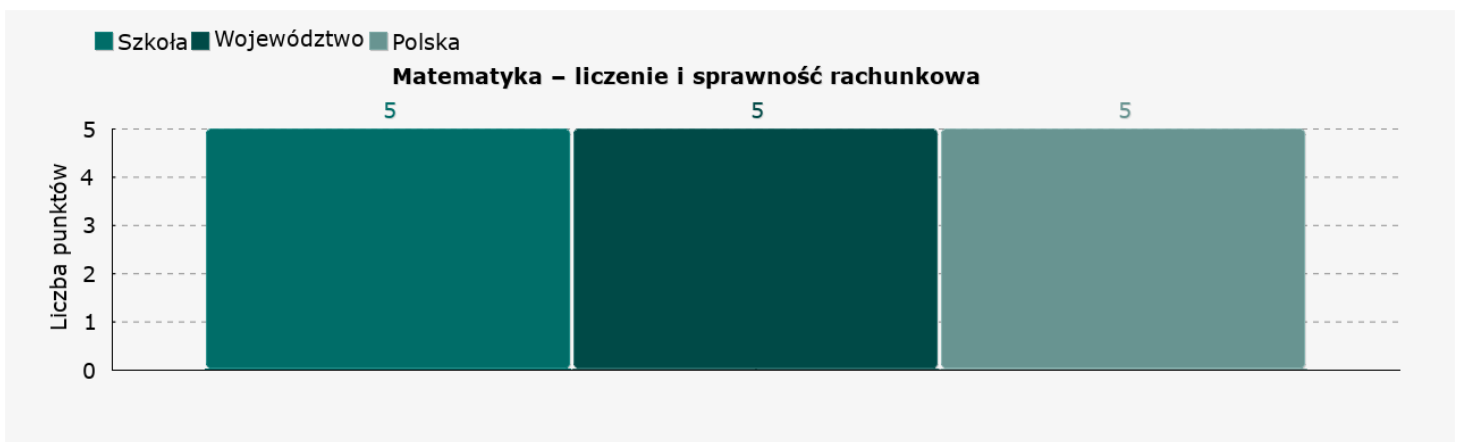 Szkoła Województwo Polska
Matematyka – liczenie i sprawność rachunkowa
5 5 5
Liczba punktów
5
4
3
2
1
0